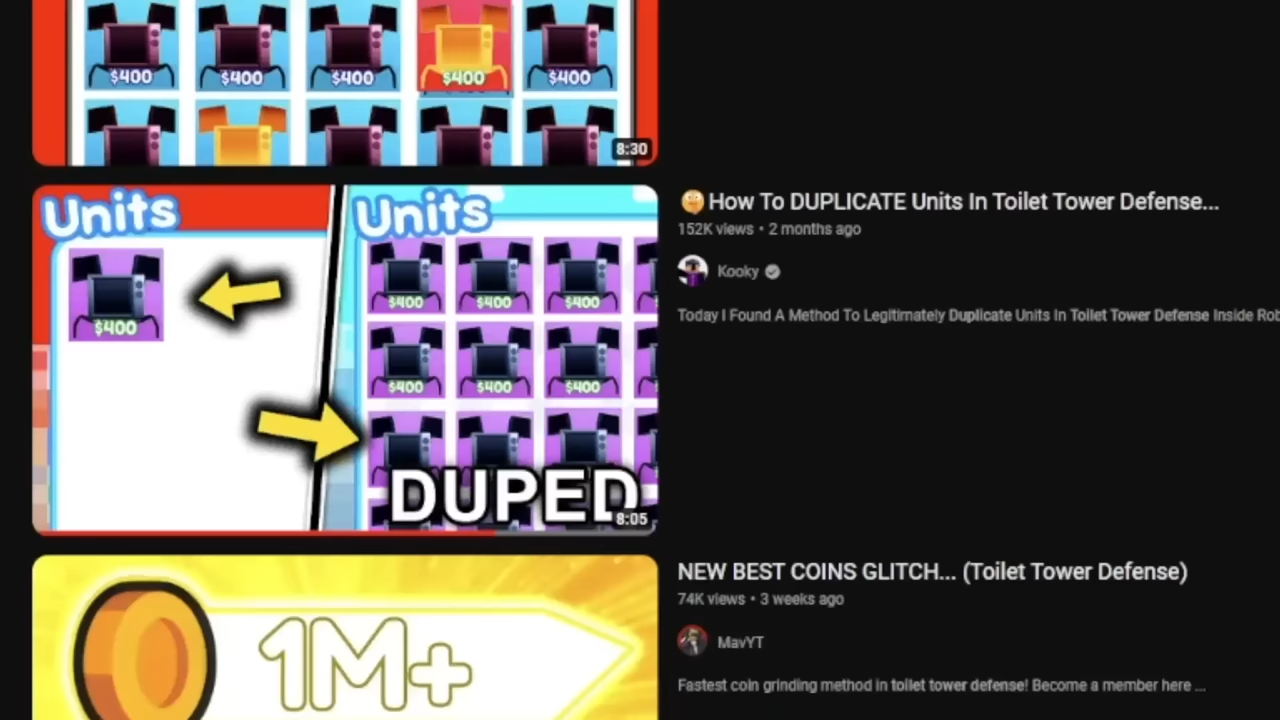 $400 $400 $400 $400 $400
8:30
Units
$400
Units
$400 $400 $400
$400 $400 $400
DUPED
8:05
How To DUPLICATE Units In Toilet Tower Defense...
152K views • 2 months ago
Kooky
Today I Found A Method To Legitimately Duplicate Units In Toilet Tower Defense Inside Rob
1M+
NEW BEST COINS GLITCH... (Toilet Tower Defense)
74K views • 3 weeks ago
MavYT
Fastest coin grinding method in toilet tower defense! Become a member here ...